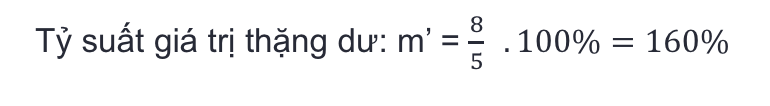 Tỷ suất giá trị thặng dư: m’ = 8/5 . 100% = 160%